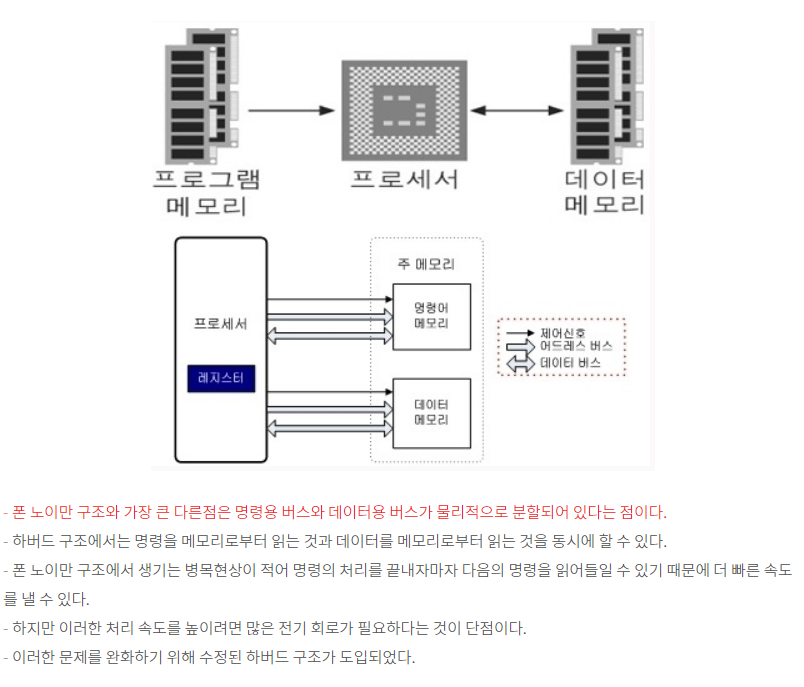 프로그램
메모리
프로세서
데이터
메모리
주 메모리
프로세서
레지스터
명령어
메모리
데이터
메모리
제어신호
어드레스 버스
데이터 버스
- 폰 노이만 구조와 가장 큰 다른점은 명령용 버스와 데이터용 버스가 물리적으로 분할되어 있다는 점이다.
- 하버드 구조에서는 명령을 메모리로부터 읽는 것과 데이터를 메모리로부터 읽는 것을 동시에 할 수 있다.
- 폰 노이만 구조에서 생기는 병목현상이 적어 명령의 처리를 끝내자마자 다음의 명령을 읽어들일 수 있기 때문에 더 빠른 속도
를 낼 수 있다.
- 하지만 이러한 처리 속도를 높이려면 많은 전기 회로가 필요하다는 것이 단점이다.
- 이러한 문제를 완화하기 위해 수정된 하버드 구조가 도입되었다.